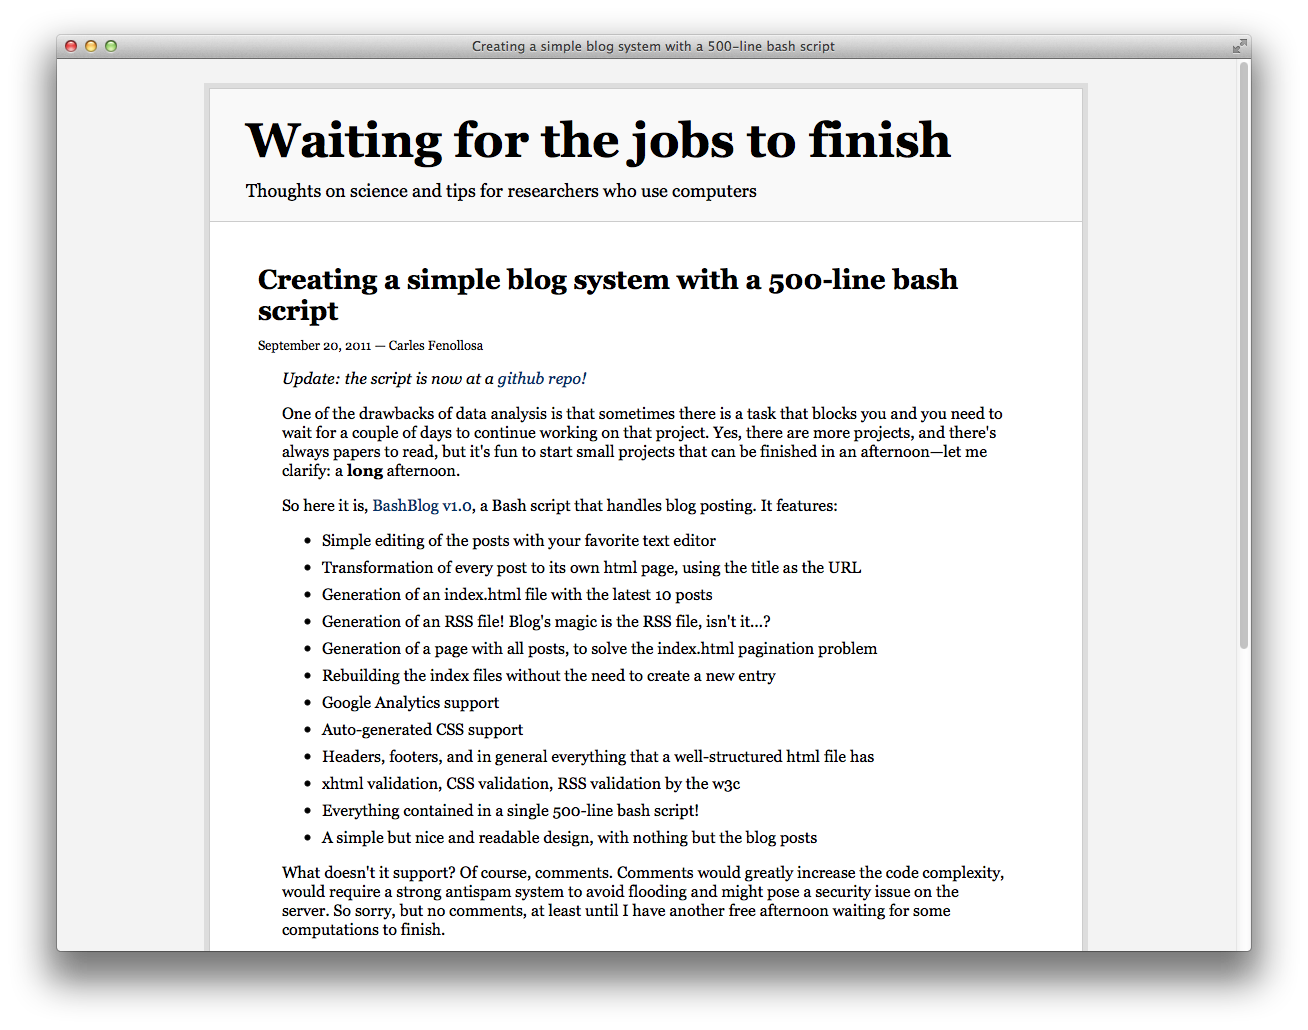 Creating a simple blog system with a 500-line bash script
Waiting for the jobs to finish
Thoughts on science and tips for researchers who use computers
Creating a simple blog system with a 500-line bash
script
September 20, 2011 — Carles Fenollosa
Update: the script is now at a github repo!
One of the drawbacks of data analysis is that sometimes there is a task that blocks you and you need to
wait for a couple of days to continue working on that project. Yes, there are more projects, and there's
always papers to read, but it's fun to start small projects that can be finished in an afternoon—let me
clarify: a long afternoon.
So here it is, BashBlog v1.0, a Bash script that handles blog posting. It features:
• Simple editing of the posts with your favorite text editor
• Transformation of every post to its own html page, using the title as the URL
• Generation of an index.html file with the latest 10 posts
• Generation of an RSS file! Blog's magic is the RSS file, isn't it...?
• Generation of a page with all posts, to solve the index.html pagination problem
• Rebuilding the index files without the need to create a new entry
• Google Analytics support
• Auto-generated CSS support
• Headers, footers, and in general everything that a well-structured html file has
• xhtml validation, CSS validation, RSS validation by the w3c
• Everything contained in a single 500-line bash script!
• A simple but nice and readable design, with nothing but the blog posts
What doesn't it support? Of course, comments. Comments would greatly increase the code complexity,
would require a strong antispam system to avoid flooding and might pose a security issue on the
server. So sorry, but no comments, at least until I have another free afternoon waiting for some
computations to finish.